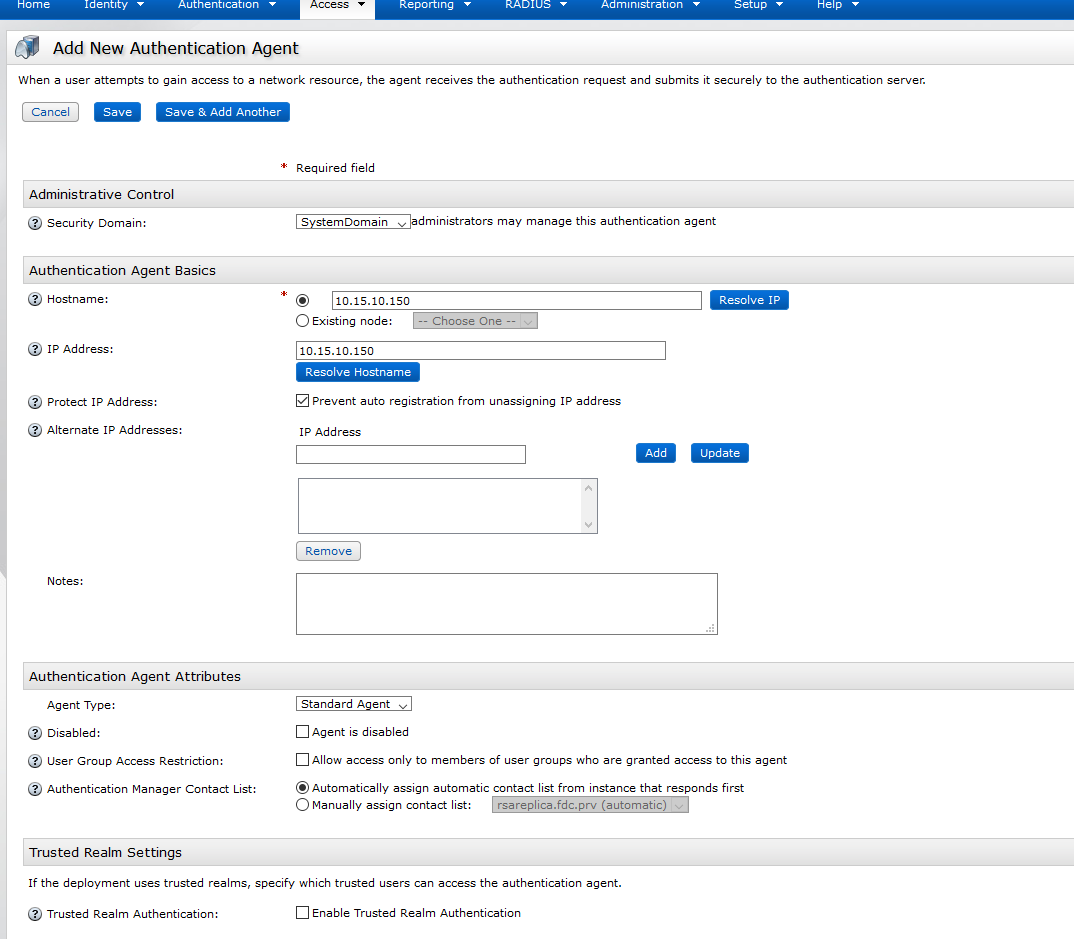 Home Identity Authentication Access Reporting RADIUS Administration Setup Help
Add New Authentication Agent
When a user attempts to gain access to a network resource, the agent receives the authentication request and submits it securely to the authentication server.
Cancel Save Save & Add Another
* Required field
Administrative Control
? Security Domain: SystemDomain administrators may manage this authentication agent
Authentication Agent Basics
? Hostname: * 10.15.10.150 Resolve IP
Existing node: -- Choose One --
? IP Address: 10.15.10.150
Resolve Hostname
? Protect IP Address: Prevent auto registration from unassigning IP address
? Alternate IP Addresses: IP Address
Add Update
Remove
Notes:
Authentication Agent Attributes
Agent Type: Standard Agent
? Disabled: Agent is disabled
? User Group Access Restriction: Allow access only to members of user groups who are granted access to this agent
? Authentication Manager Contact List: Automatically assign automatic contact list from instance that responds first
Manually assign contact list: rsareplica.fdc.prv (automatic)
Trusted Realm Settings
If the deployment uses trusted realms, specify which trusted users can access the authentication agent.
? Trusted Realm Authentication: Enable Trusted Realm Authentication